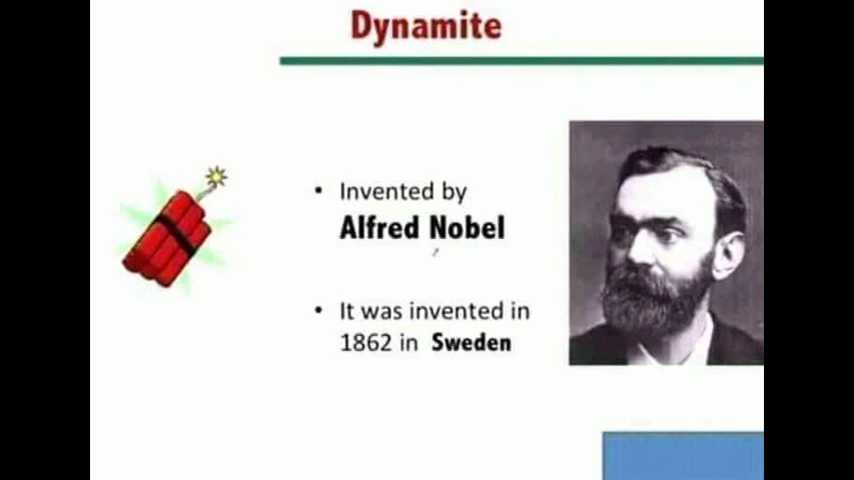 Dynamite
• Invented by
Alfred Nobel
• It was invented in
1862 in Sweden